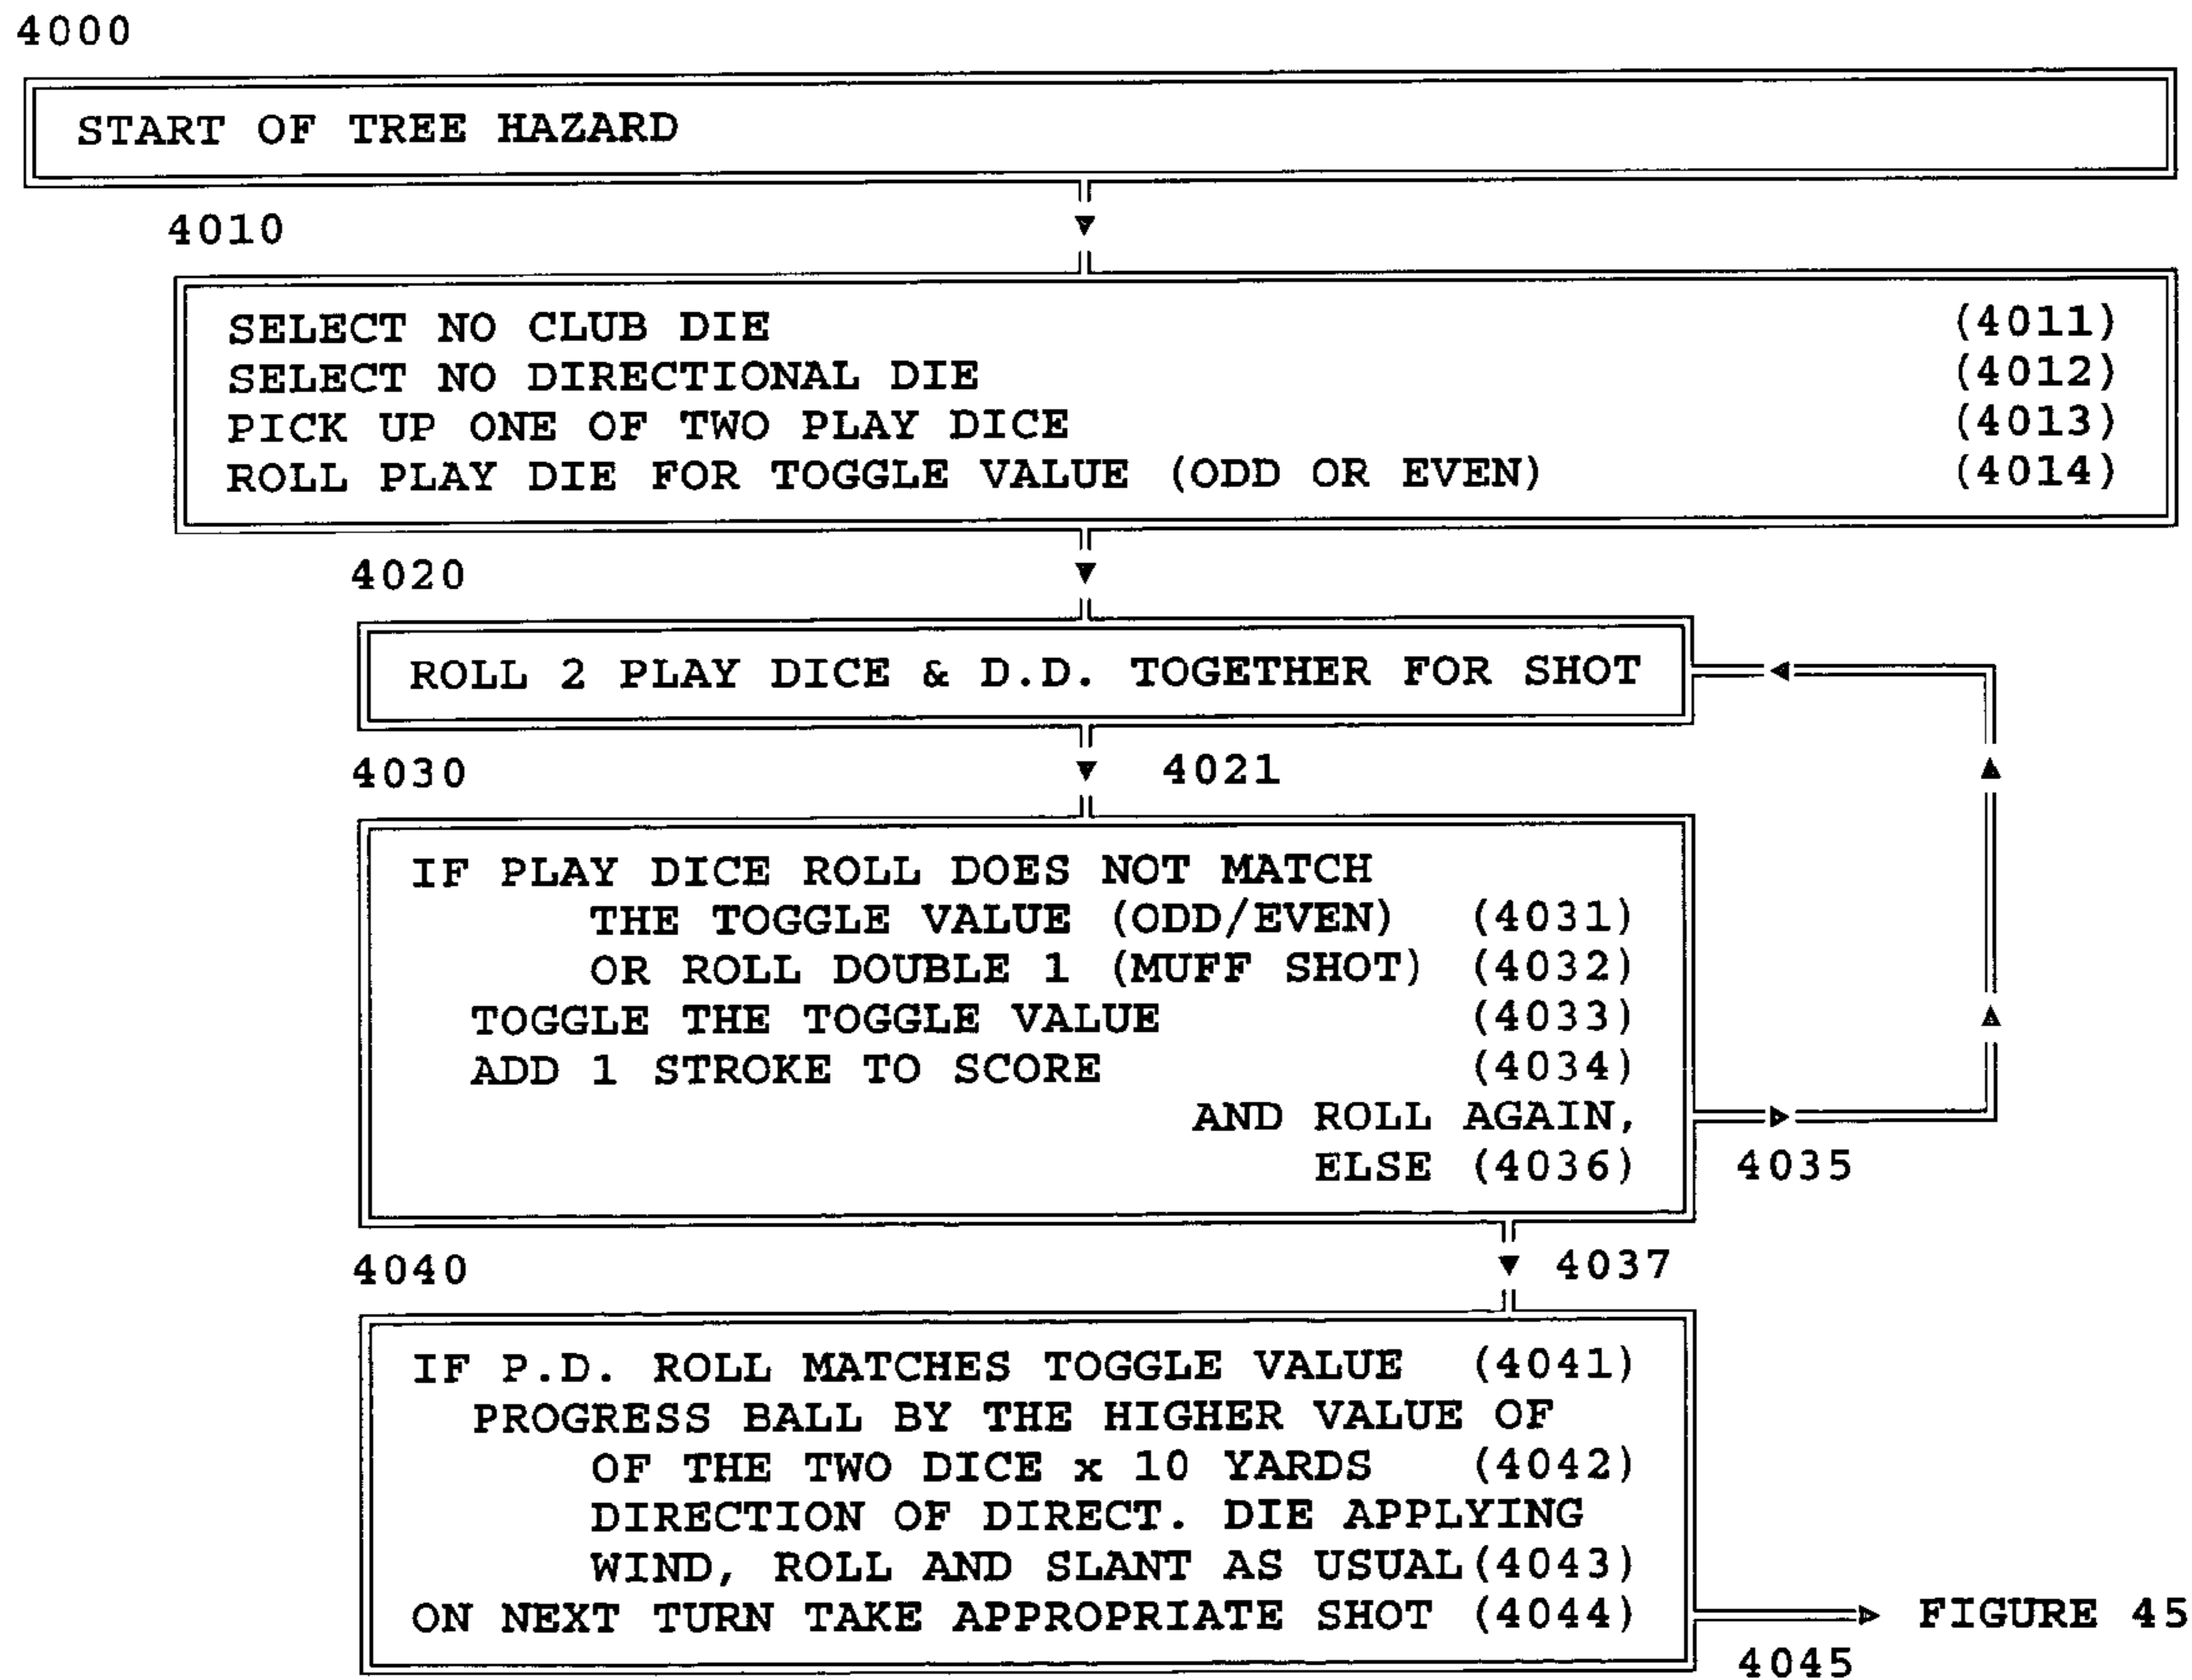 4000
START OF TREE HAZARD
4010
SELECT NO CLUB DIE (4011)
SELECT NO DIRECTIONAL DIE (4012)
PICK UP ONE OF TWO PLAY DICE (4013)
ROLL PLAY DIE FOR TOGGLE VALUE (ODD OR EVEN) (4014)
4020
ROLL 2 PLAY DICE & D.D. TOGETHER FOR SHOT
4030 4021
IF PLAY DICE ROLL DOES NOT MATCH
THE TOGGLE VALUE (ODD/EVEN) (4031)
OR ROLL DOUBLE 1 (MUFF SHOT) (4032)
TOGGLE THE TOGGLE VALUE (4033)
ADD 1 STROKE TO SCORE (4034)
AND ROLL AGAIN,
ELSE (4036) 4035
4040 4037
IF P.D. ROLL MATCHES TOGGLE VALUE (4041)
PROGRESS BALL BY THE HIGHER VALUE OF
OF THE TWO DICE x 10 YARDS (4042)
DIRECTION OF DIRECT. DIE APPLYING
WIND, ROLL AND SLANT AS USUAL(4043)
ON NEXT TURN TAKE APPROPRIATE SHOT (4044) FIGURE 45
4045